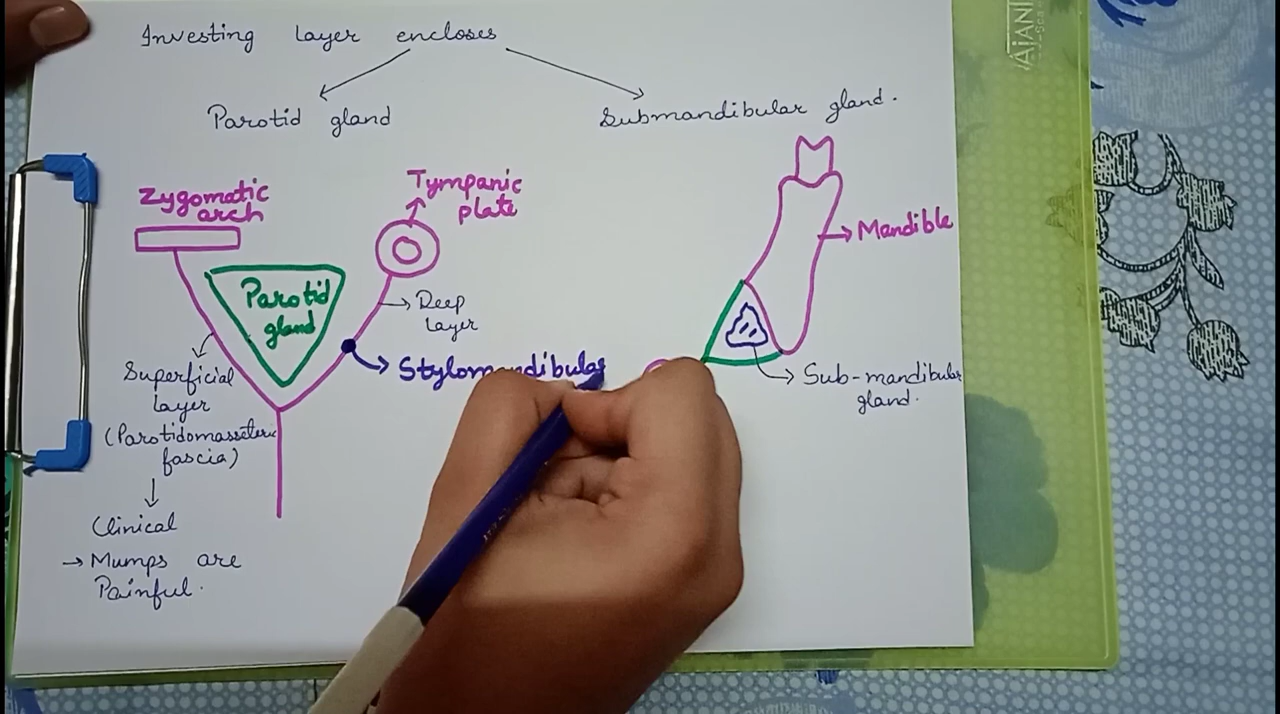 Investing layer encloses
Parotid gland
Submandibular gland.
Zygomatic
arch
Tympanic
plate
Mandible
Parotid
gland
Deep
layer
Stylomandibular
Superficial
layer
(Parotidomasseteric
fascia)
Sub-mandibular
gland.
Clinical
→ Mumps are
Painful.
AJANTA